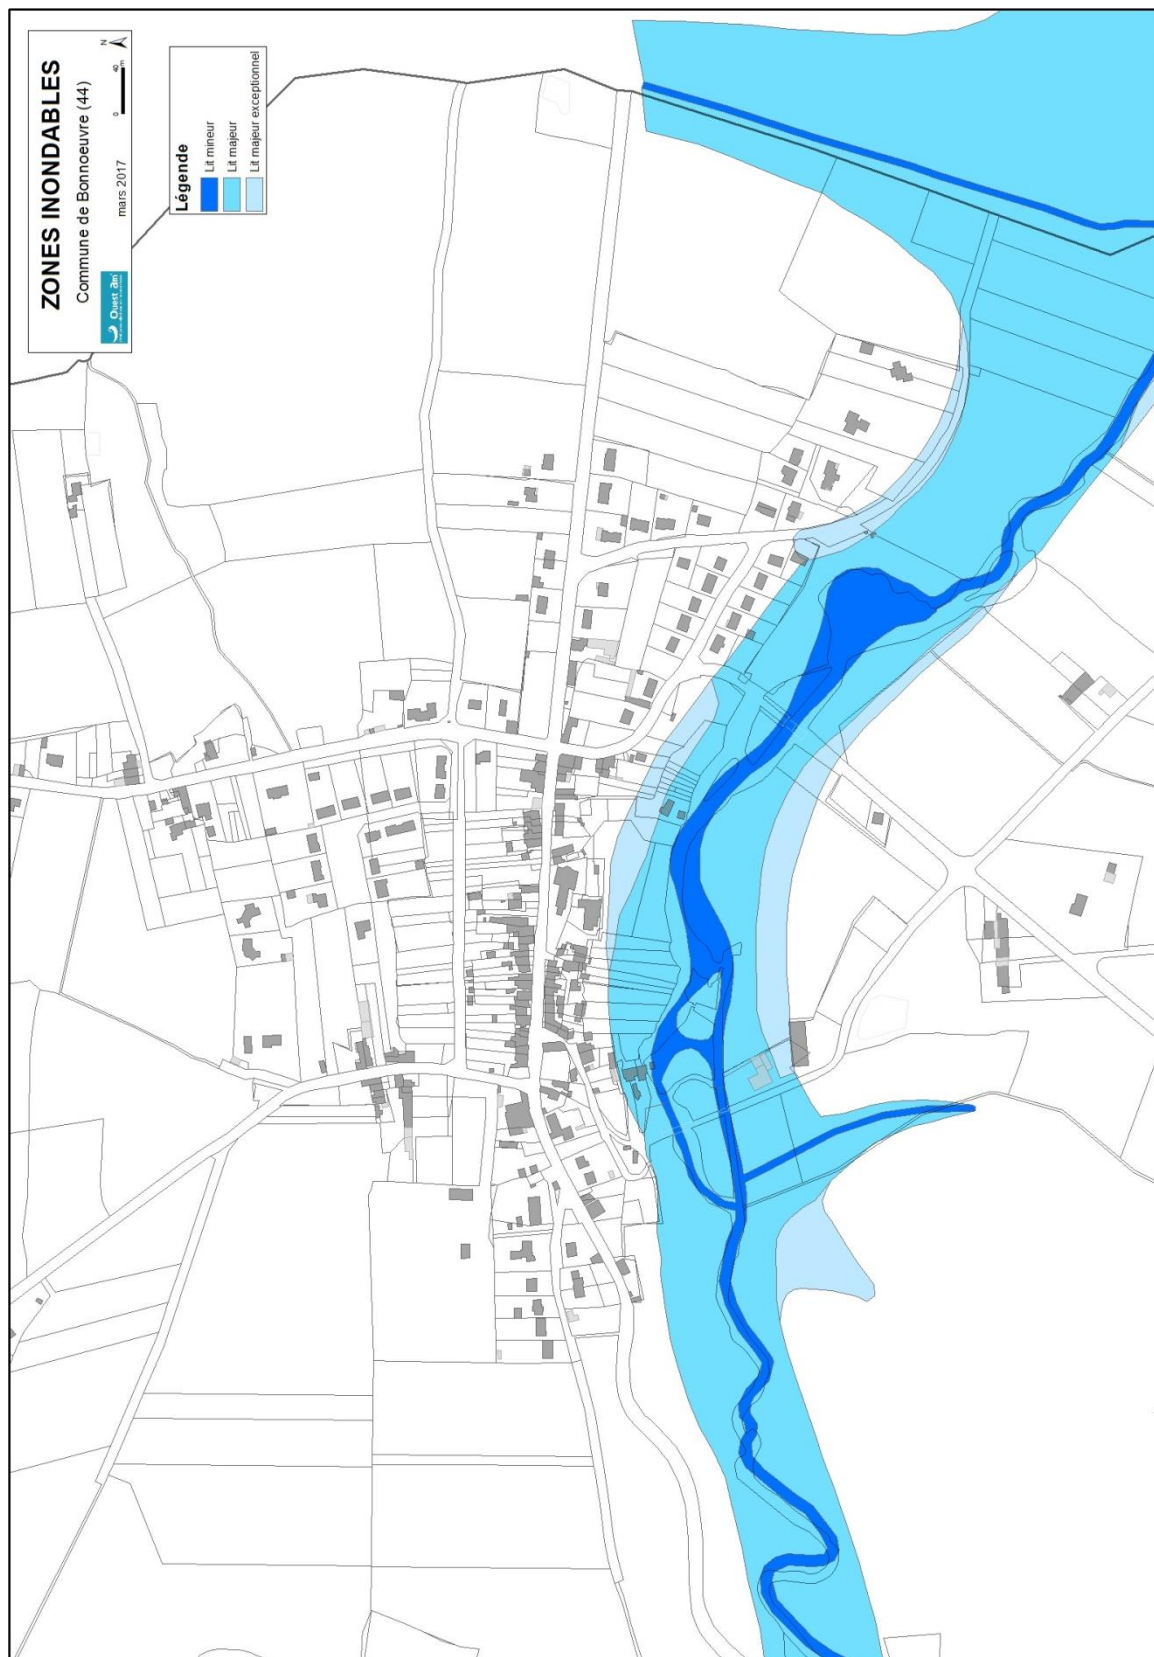 ZONES INONDABLES
Commune de Bonnoeuvre (44)
mars 2017
0 40
m
N
Ouest am'
Légende
Lit mineur
Lit majeur
Lit majeur exceptionnel